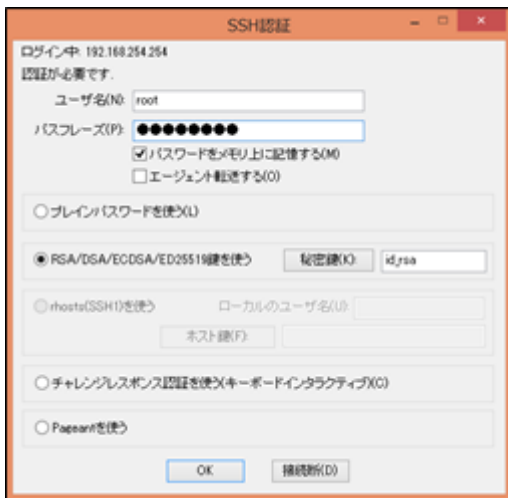 SSH認証
ログイン中: 192.168.254.254
認証が必要です.
ユーザ名(N): root
パスフレーズ(P): ●●●●●●●●
パスワードをメモリ上に記憶する(M)
エージェント転送する(O)
プレインパスワードを使う(L)
RSA/DSA/ECDSA/ED25519鍵を使う 秘密鍵(K): id_rsa
rhosts(SSH1)を使う ローカルのユーザ名(U):
ホスト鍵(F):
チャレンジレスポンス認証を使う(キーボードインタラクティブ)(C)
Pageantを使う
OK 接続断(D)